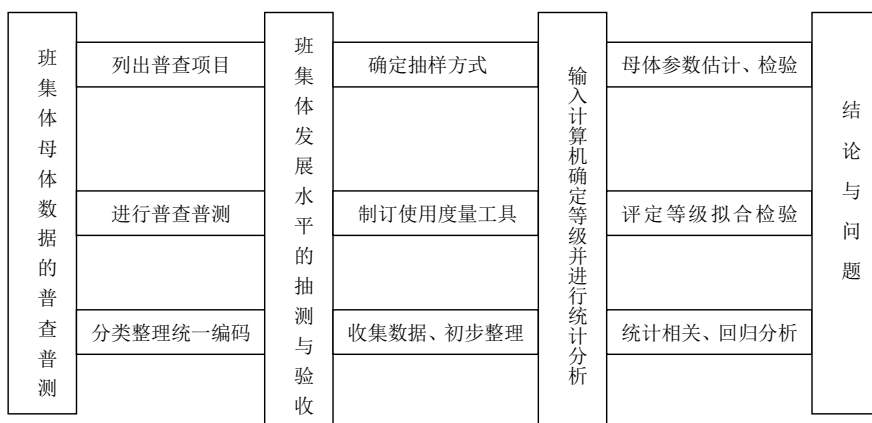 班集体母体数据的普查普测
列出普查项目
进行普查普测
分类整理统一编码
班集体发展水平的抽测与验收
确定抽样方式
制订使用度量工具
收集数据、初步整理
输入计算机确定等级并进行统计分析
母体参数估计、检验
评定等级拟合检验
统计相关、回归分析
结论与问题